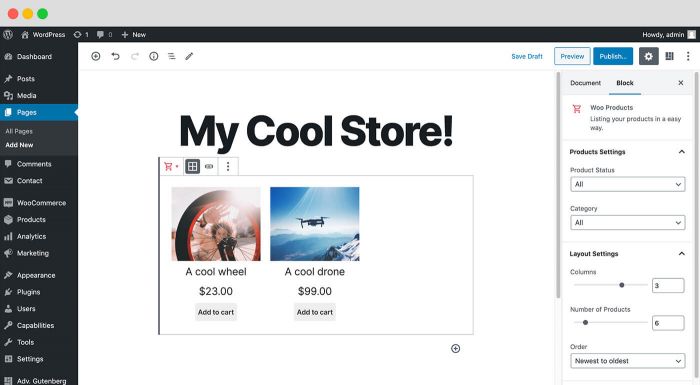 WordPress 1 0 New
Howdy, admin
Dashboard
Posts
Media
Pages
All Pages
Add New
Comments
Contact
WooCommerce
Products
Analytics
Marketing
Appearance
Plugins
Users
Capabilities
Tools
Settings
Adv. Gutenberg
Save Draft
Preview
Publish...
My Cool Store!
A cool wheel
$23.00
Add to cart
A cool drone
$99.00
Add to cart
Document Block
Woo Products
Listing your products in a easy
way.
Products Settings
Product Status
All
Category
All
Layout Settings
Columns
3
Number of Products
6
Order
Newest to oldest